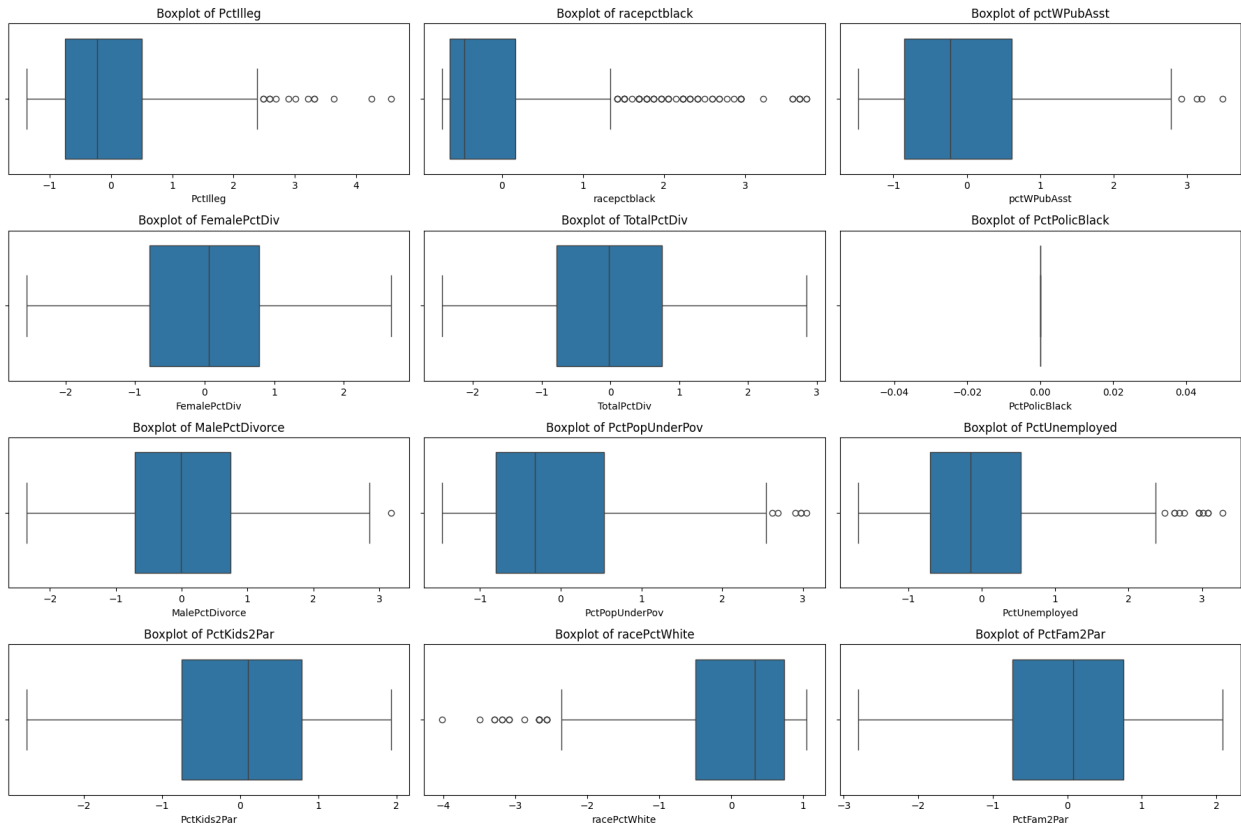 Boxplot of PctIlleg
Boxplot of racepctblack
Boxplot of pctWPubAsst
−1 0 1 2 3 4
0 1 2 3
−1 0 1 2 3
PctIlleg
racepctblack
pctWPubAsst
Boxplot of FemalePctDiv
Boxplot of TotalPctDiv
Boxplot of PctPolicBlack
−2 −1 0 1 2
−2 −1 0 1 2 3
−0.04 −0.02 0.00 0.02 0.04
FemalePctDiv
TotalPctDiv
PctPolicBlack
Boxplot of MalePctDivorce
Boxplot of PctPopUnderPov
Boxplot of PctUnemployed
−2 −1 0 1 2 3
−1 0 1 2 3
−1 0 1 2 3
MalePctDivorce
PctPopUnderPov
PctUnemployed
Boxplot of PctKids2Par
Boxplot of racePctWhite
Boxplot of PctFam2Par
−2 −1 0 1 2
−4 −3 −2 −1 0 1
−3 −2 −1 0 1 2
PctKids2Par
racePctWhite
PctFam2Par